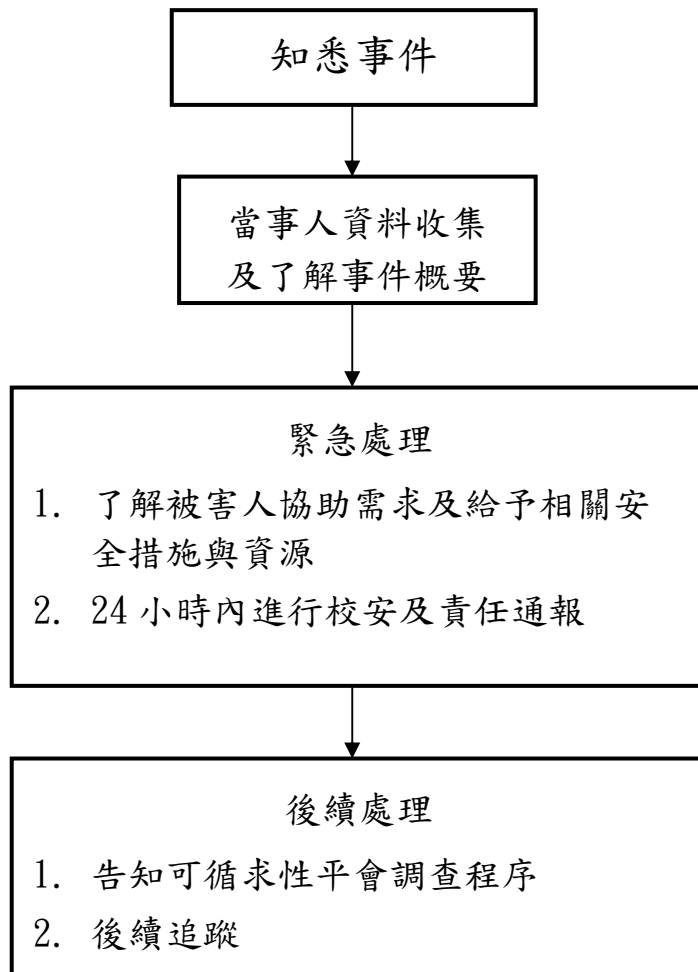 知悉事件
當事人資料收集
及了解事件概要
緊急處理
1. 了解被害人協助需求及給予相關安
全措施與資源
2. 24 小時內進行校安及責任通報
後續處理
1. 告知可循求性平會調查程序
2. 後續追蹤